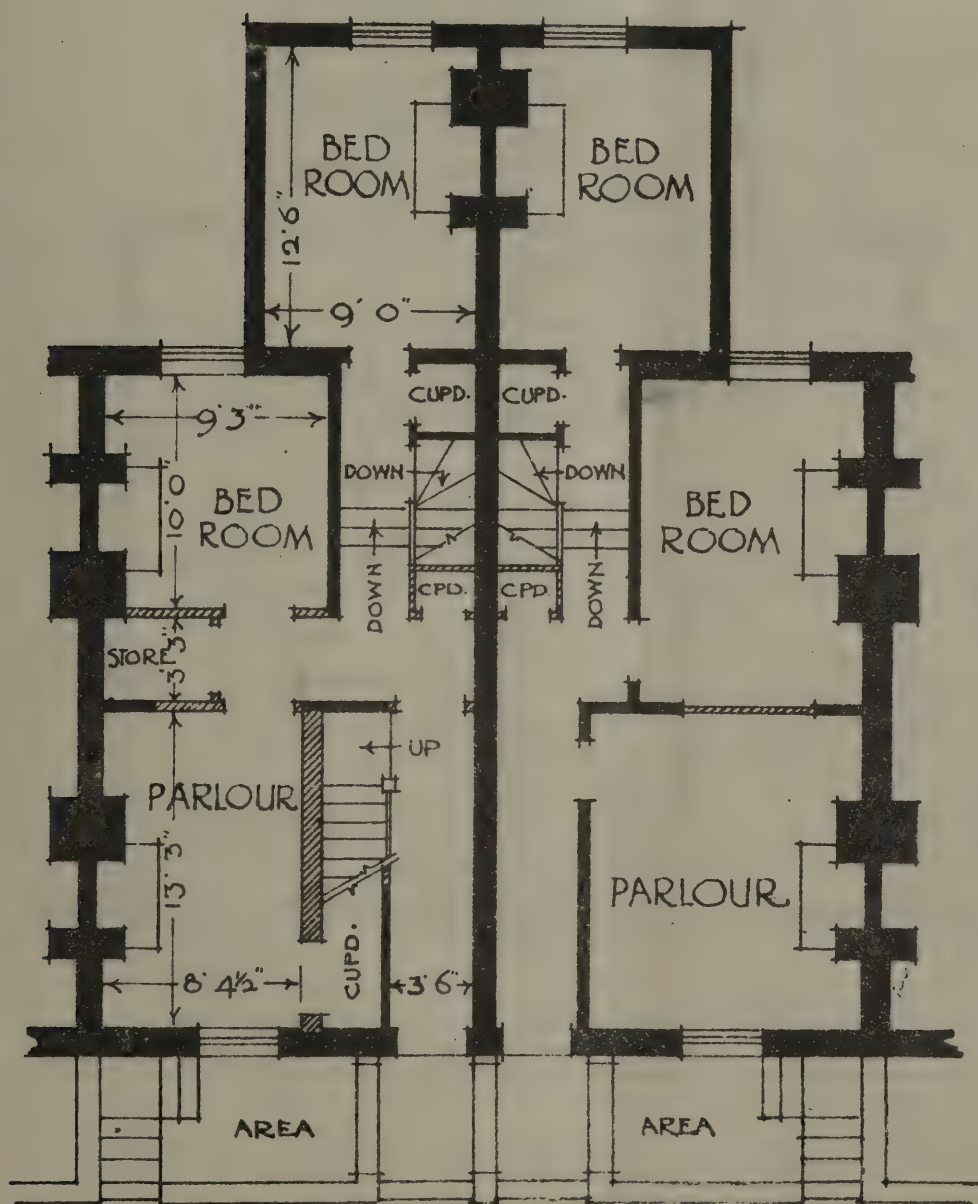 BED
ROOM
BED
ROOM
12' 6"
9' 0"
CUPD.
CUPD.
9' 3"
DOWN
DOWN
10' 0
BED
ROOM
BED
ROOM
DOWN
CPD.
CPD.
DOWN
STORE
3' 3"
UP
PARLOUR
13' 3"
PARLOUR
CUPD.
8' 4½"
3' 6"
AREA
AREA